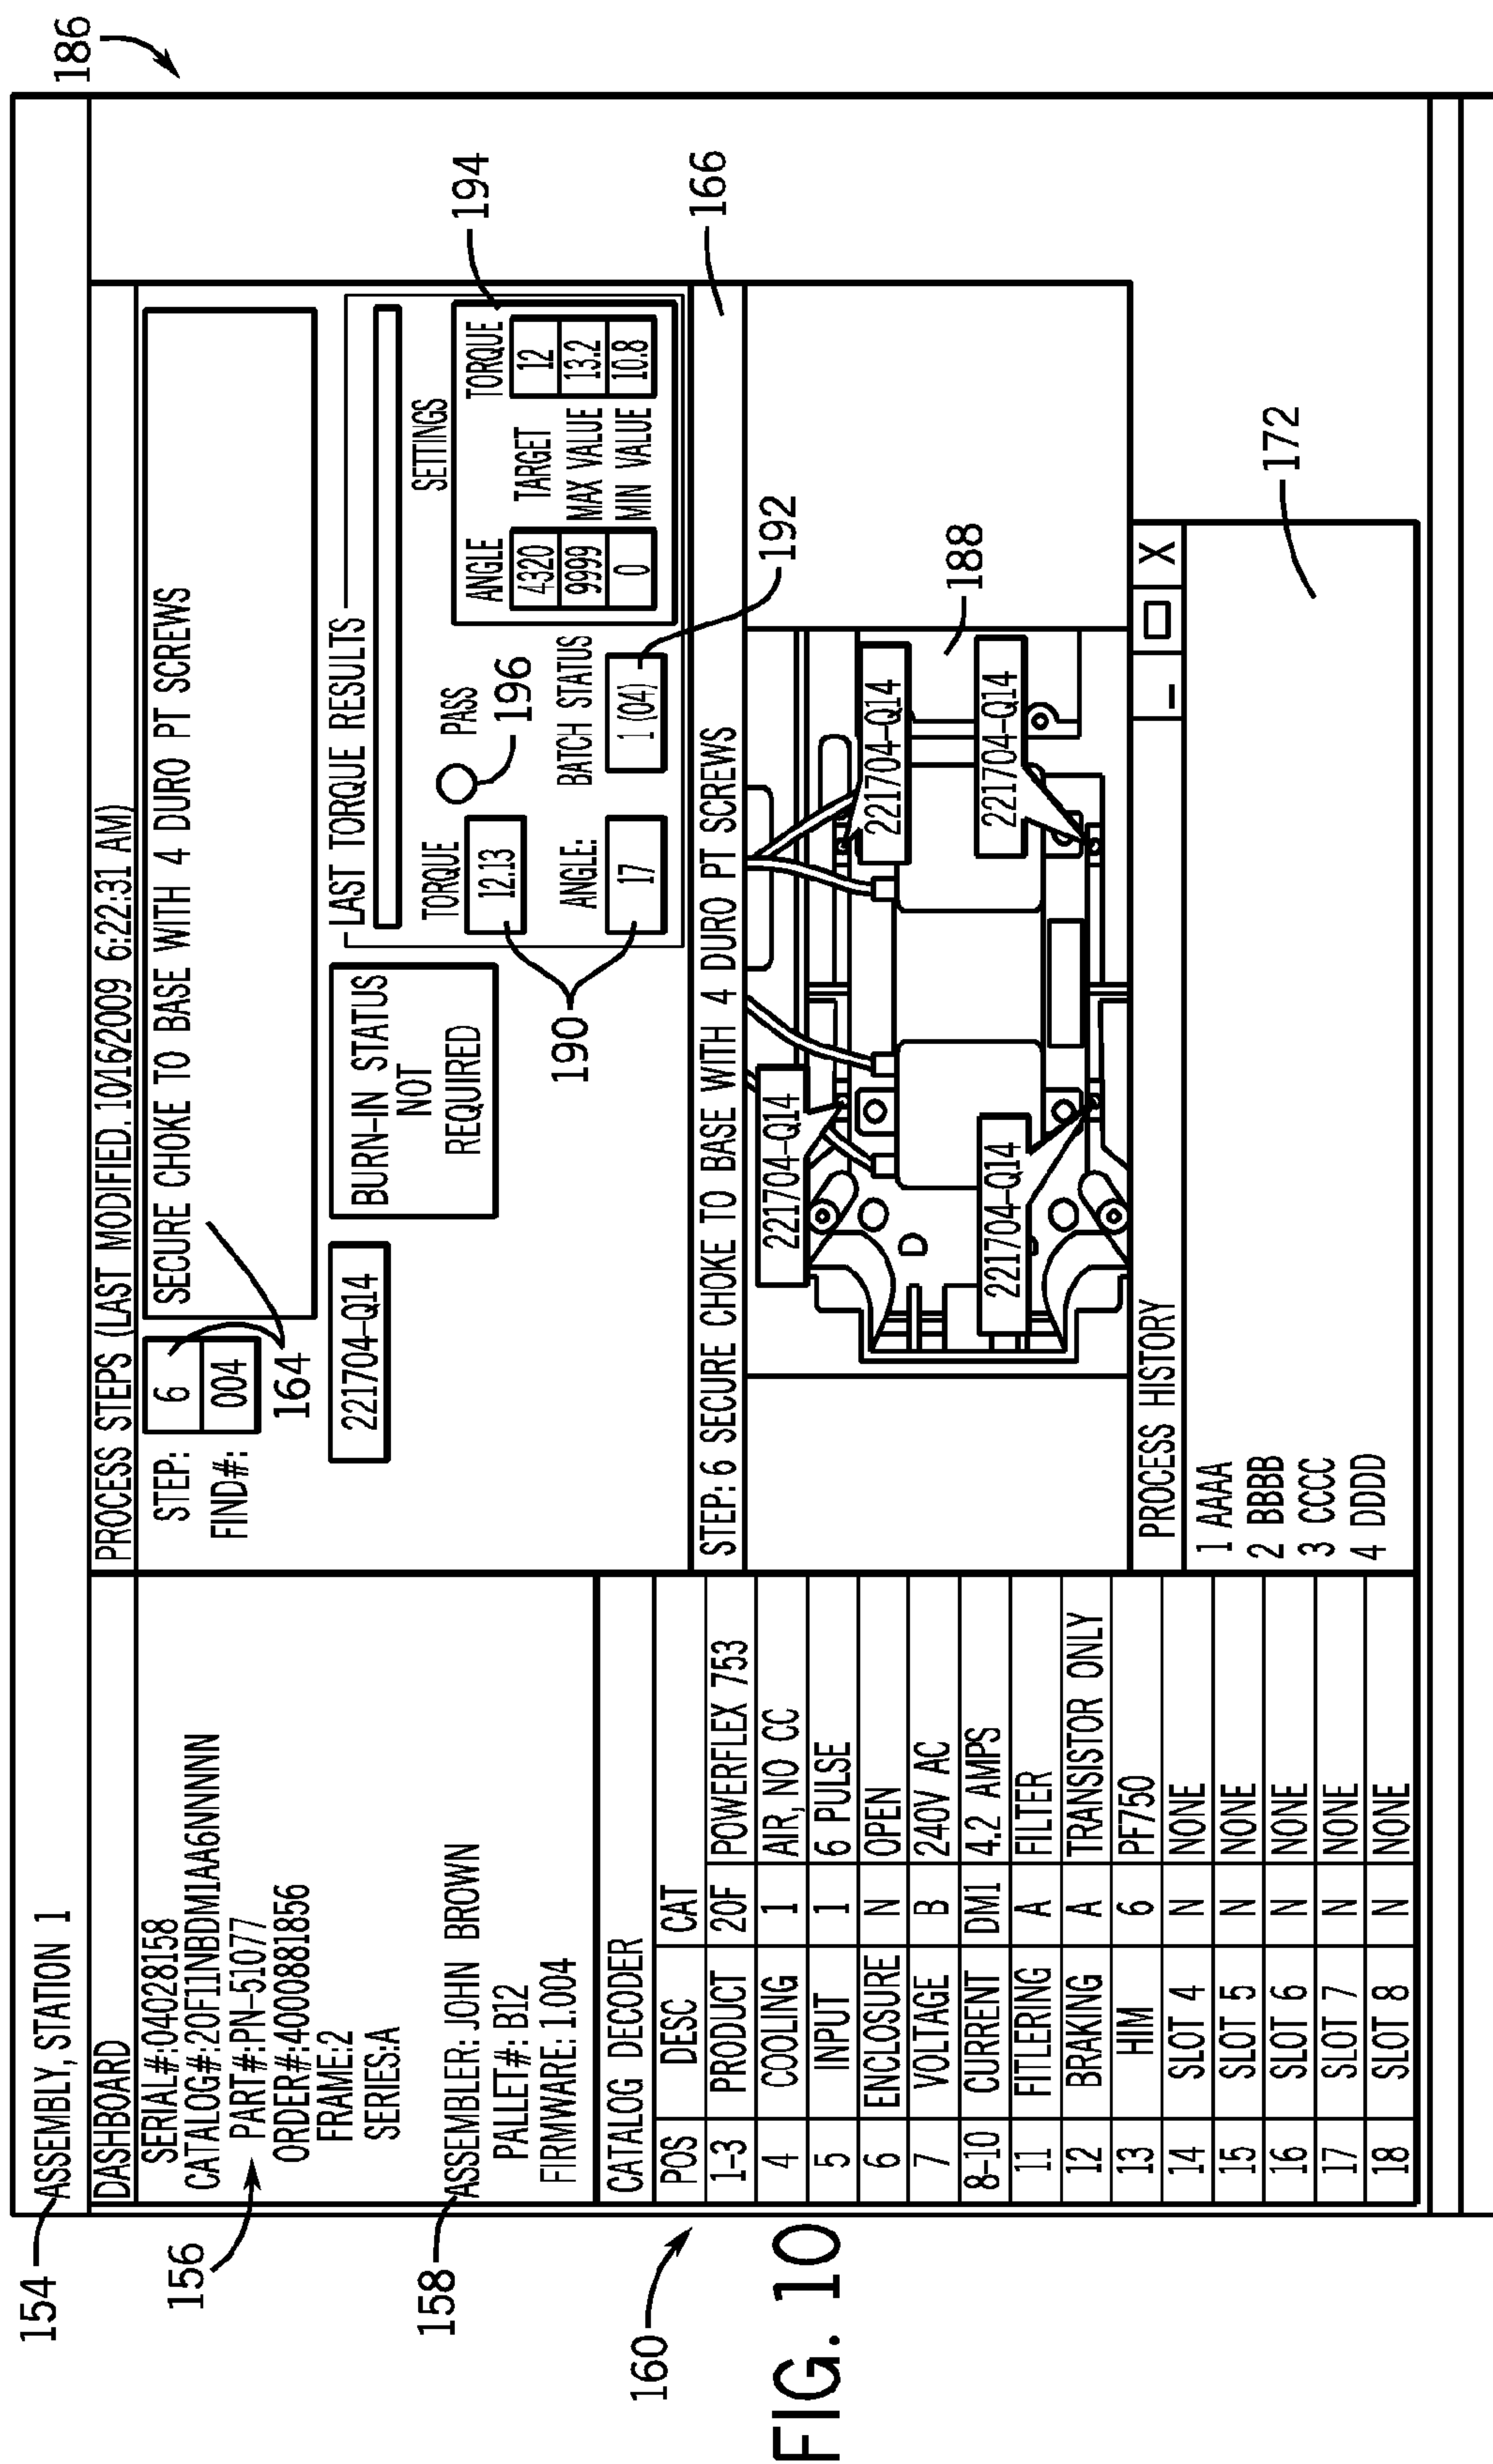 186
154
ASSEMBLY, STATION 1
DASHBOARD
SERIAL#:04028158
CATALOG#:20F11NBDM1AA6NNNNN
PART#:PN-51077
ORDER#:4000881856
FRAME:2
SERIES:A
156
158
ASSEMBLER: JOHN BROWN
PALLET#: B12
FIRMWARE: 1.004
160
CATALOG DECODER
POS DESC CAT
1-3 PRODUCT 20F POWERFLEX 753
4 COOLING 1 AIR, NO CC
5 INPUT 1 6 PULSE
6 ENCLOSURE N OPEN
7 VOLTAGE B 240V AC
8-10 CURRENT DM1 4.2 AMPS
11 FITLERING A FILTER
12 BRAKING A TRANSISTOR ONLY
13 HIM 6 PF750
14 SLOT 4 N NONE
15 SLOT 5 N NONE
16 SLOT 6 N NONE
17 SLOT 7 N NONE
18 SLOT 8 N NONE
PROCESS STEPS (LAST MODIFIED. 10/16/2009 6:22:31 AM)
STEP: 6
FIND#: 004
SECURE CHOKE TO BASE WITH 4 DURO PT SCREWS
164
221704-Q14
BURN-IN STATUS
NOT
REQUIRED
LAST TORQUE RESULTS
TORQUE
12.13
PASS
196
ANGLE:
17
190
BATCH STATUS
1 (04)
192
SETTINGS
ANGLE TORQUE
4320 TARGET 12
9999 MAX VALUE 13.2
0 MIN VALUE 10.8
194
STEP: 6 SECURE CHOKE TO BASE WITH 4 DURO PT SCREWS
166
221704-Q14
221704-Q14
221704-Q14
221704-Q14
188
PROCESS HISTORY
X
1 AAAA
2 BBBB
3 CCCC
4 DDDD
172
FIG. 10